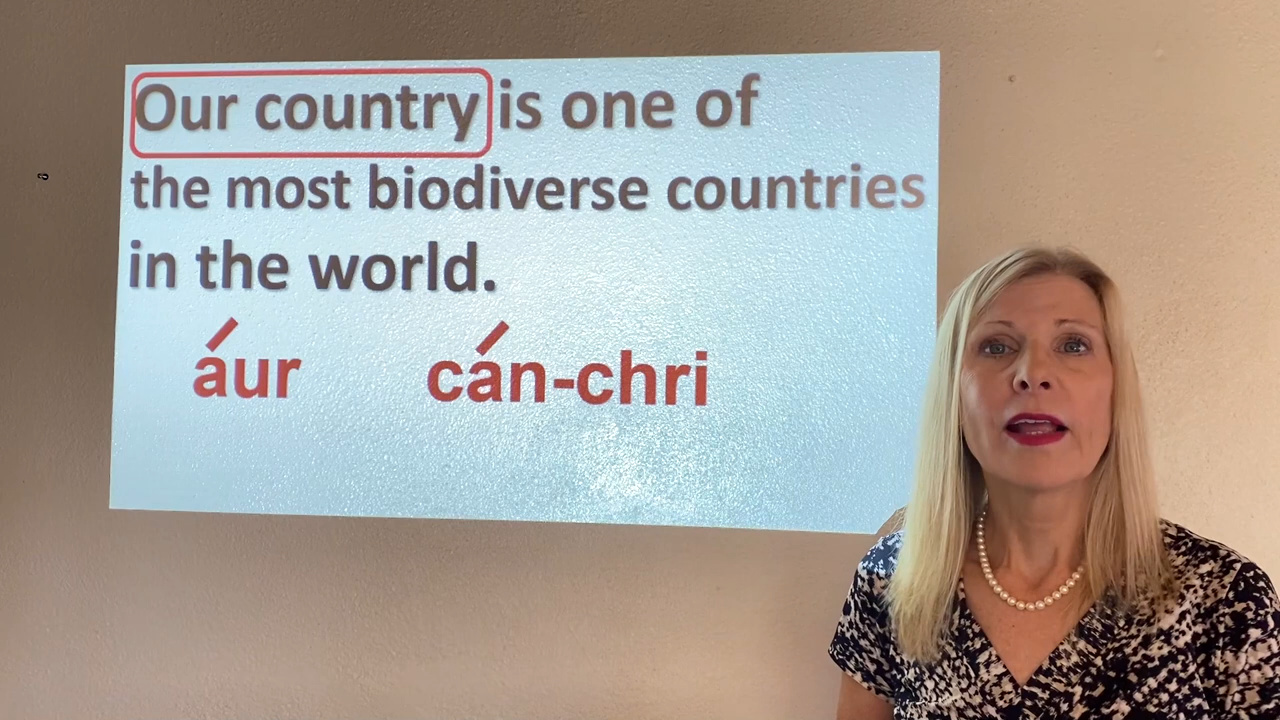 Our country is one of
the most biodiverse countries
in the world.
áur cán-chri